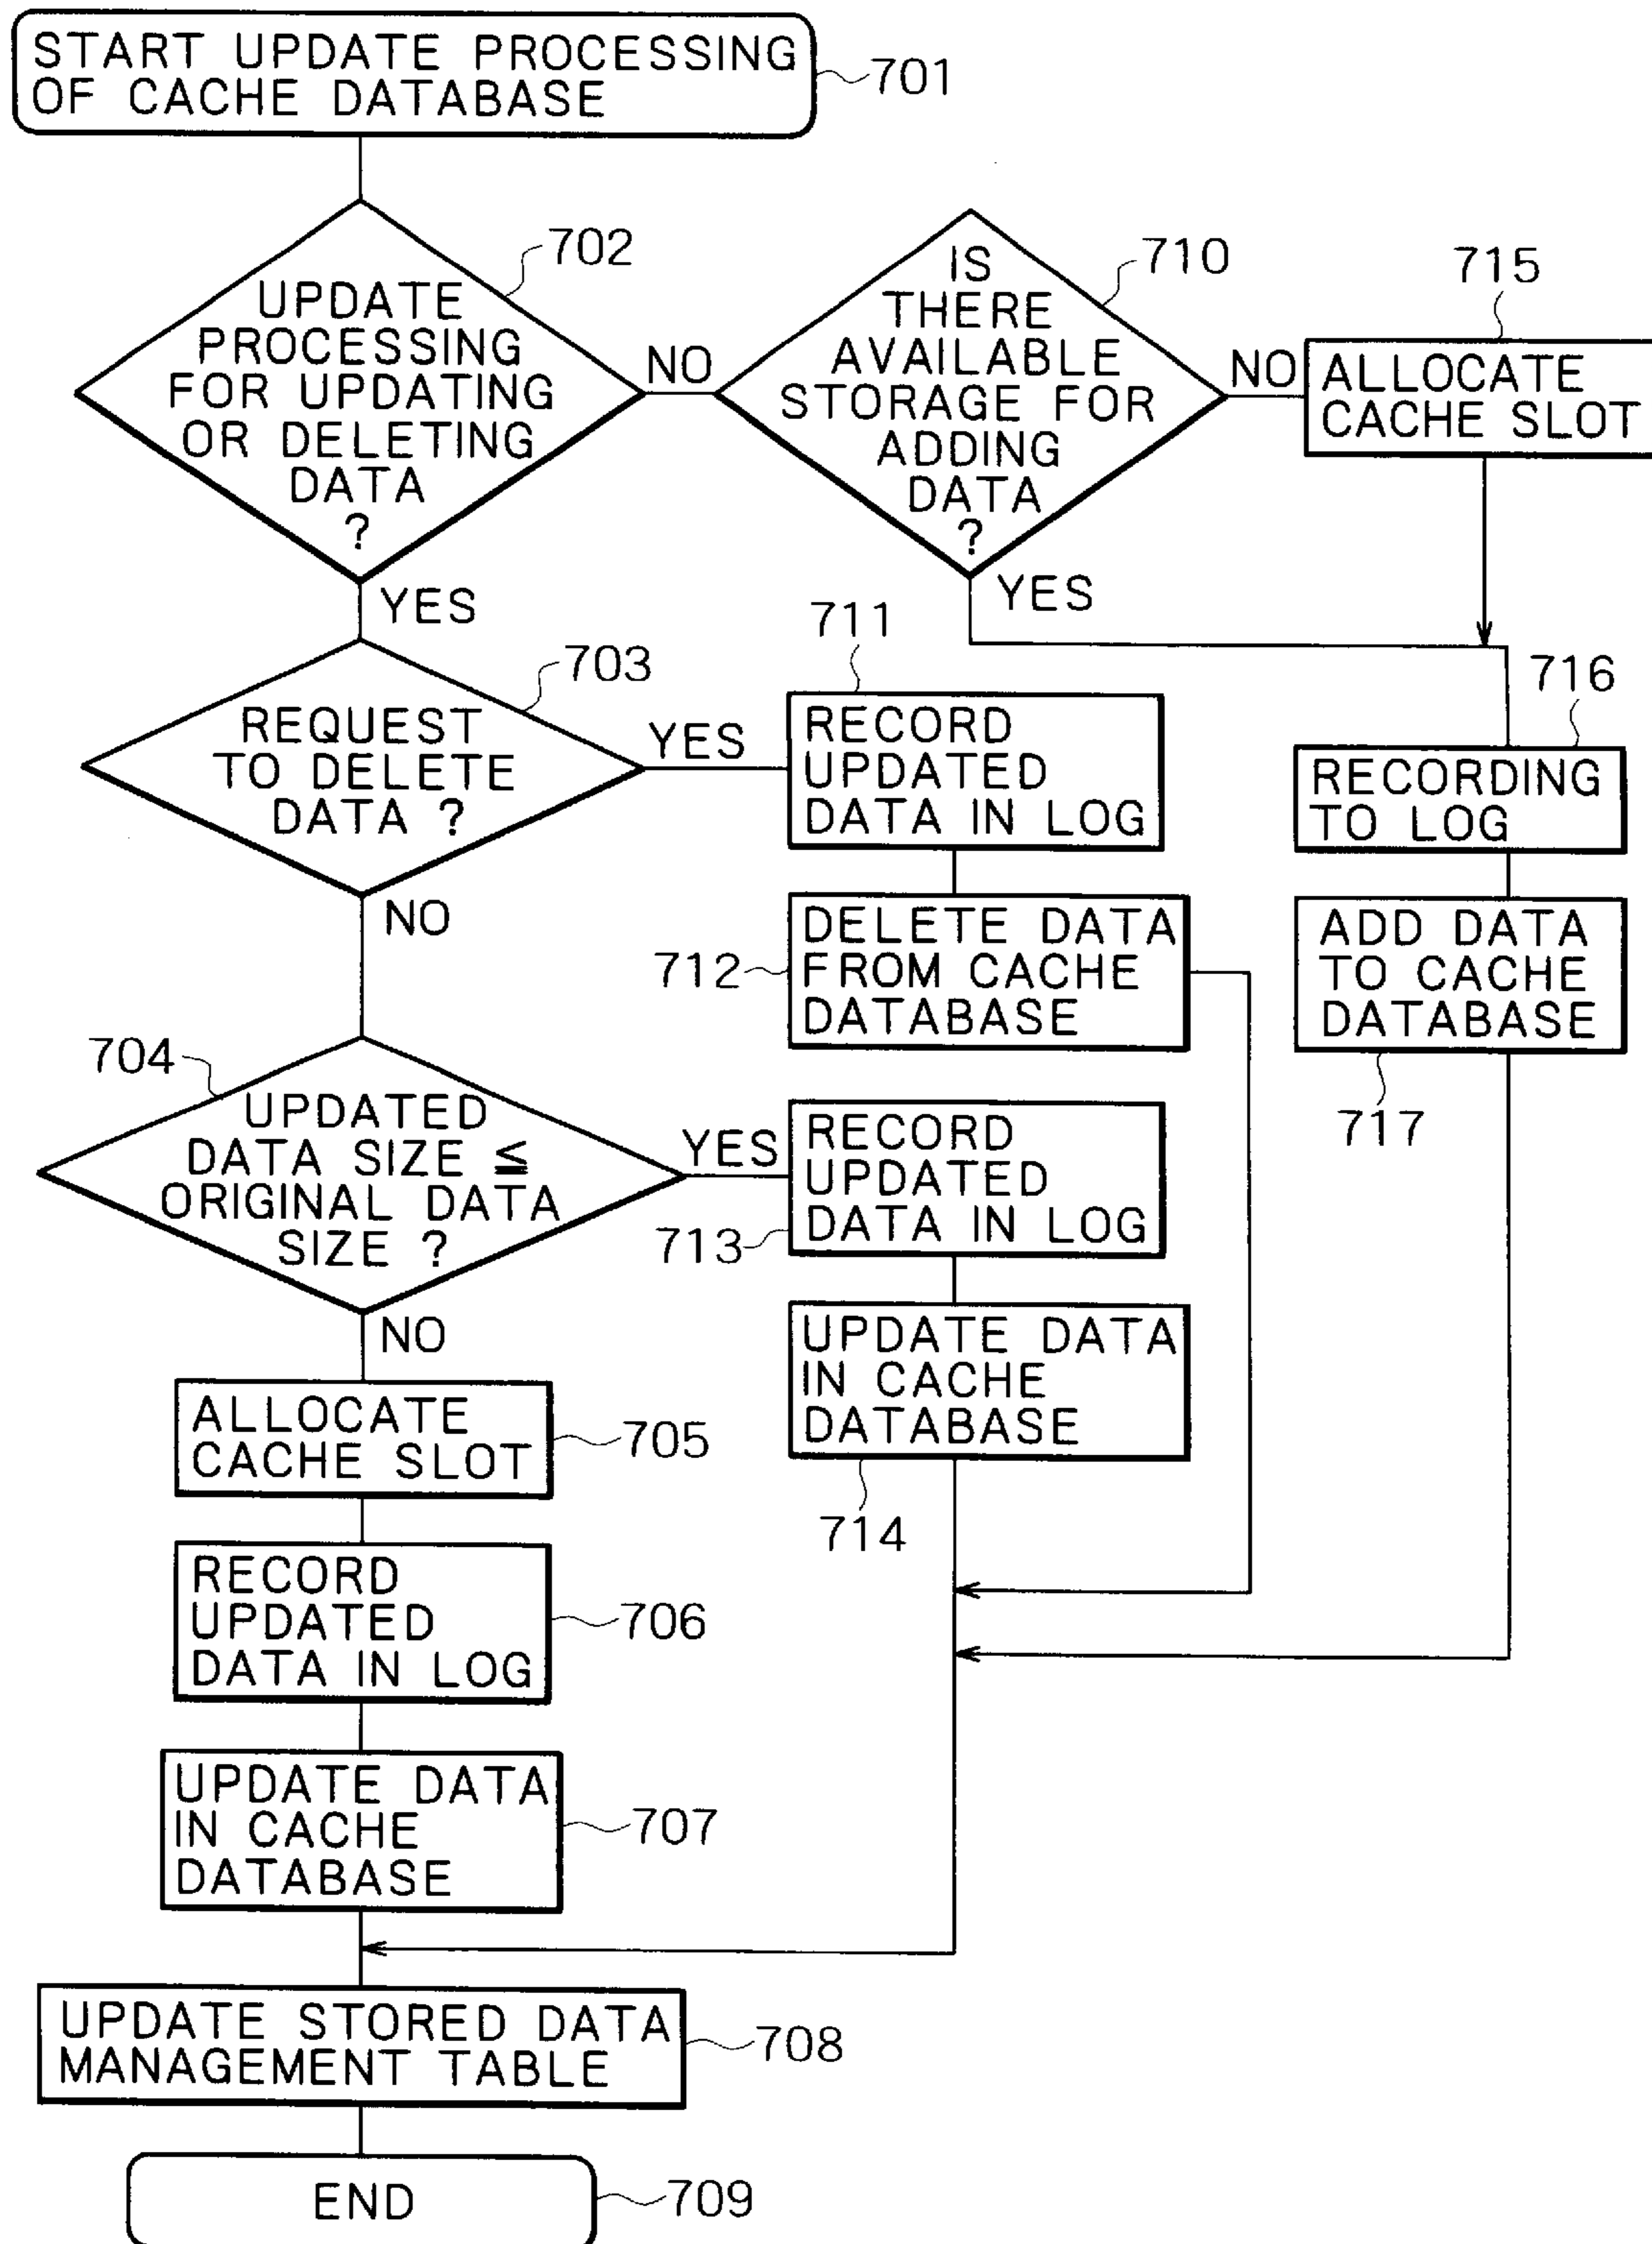 START UPDATE PROCESSING
OF CACHE DATABASE
701
702
UPDATE
PROCESSING
FOR UPDATING
OR DELETING
DATA
?
NO
YES
710
IS
THERE
AVAILABLE
STORAGE FOR
ADDING
DATA
?
NO
YES
715
ALLOCATE
CACHE SLOT
703
REQUEST
TO DELETE
DATA ?
YES
NO
711
RECORD
UPDATED
DATA IN LOG
716
RECORDING
TO LOG
712
DELETE DATA
FROM CACHE
DATABASE
ADD DATA
TO CACHE
DATABASE
717
704
UPDATED
DATA SIZE ≦
ORIGINAL DATA
SIZE ?
YES
NO
RECORD
UPDATED
DATA IN LOG
713
UPDATE DATA
IN CACHE
DATABASE
714
ALLOCATE
CACHE SLOT
705
RECORD
UPDATED
DATA IN LOG
706
UPDATE DATA
IN CACHE
DATABASE
707
UPDATE STORED DATA
MANAGEMENT TABLE
708
END
709